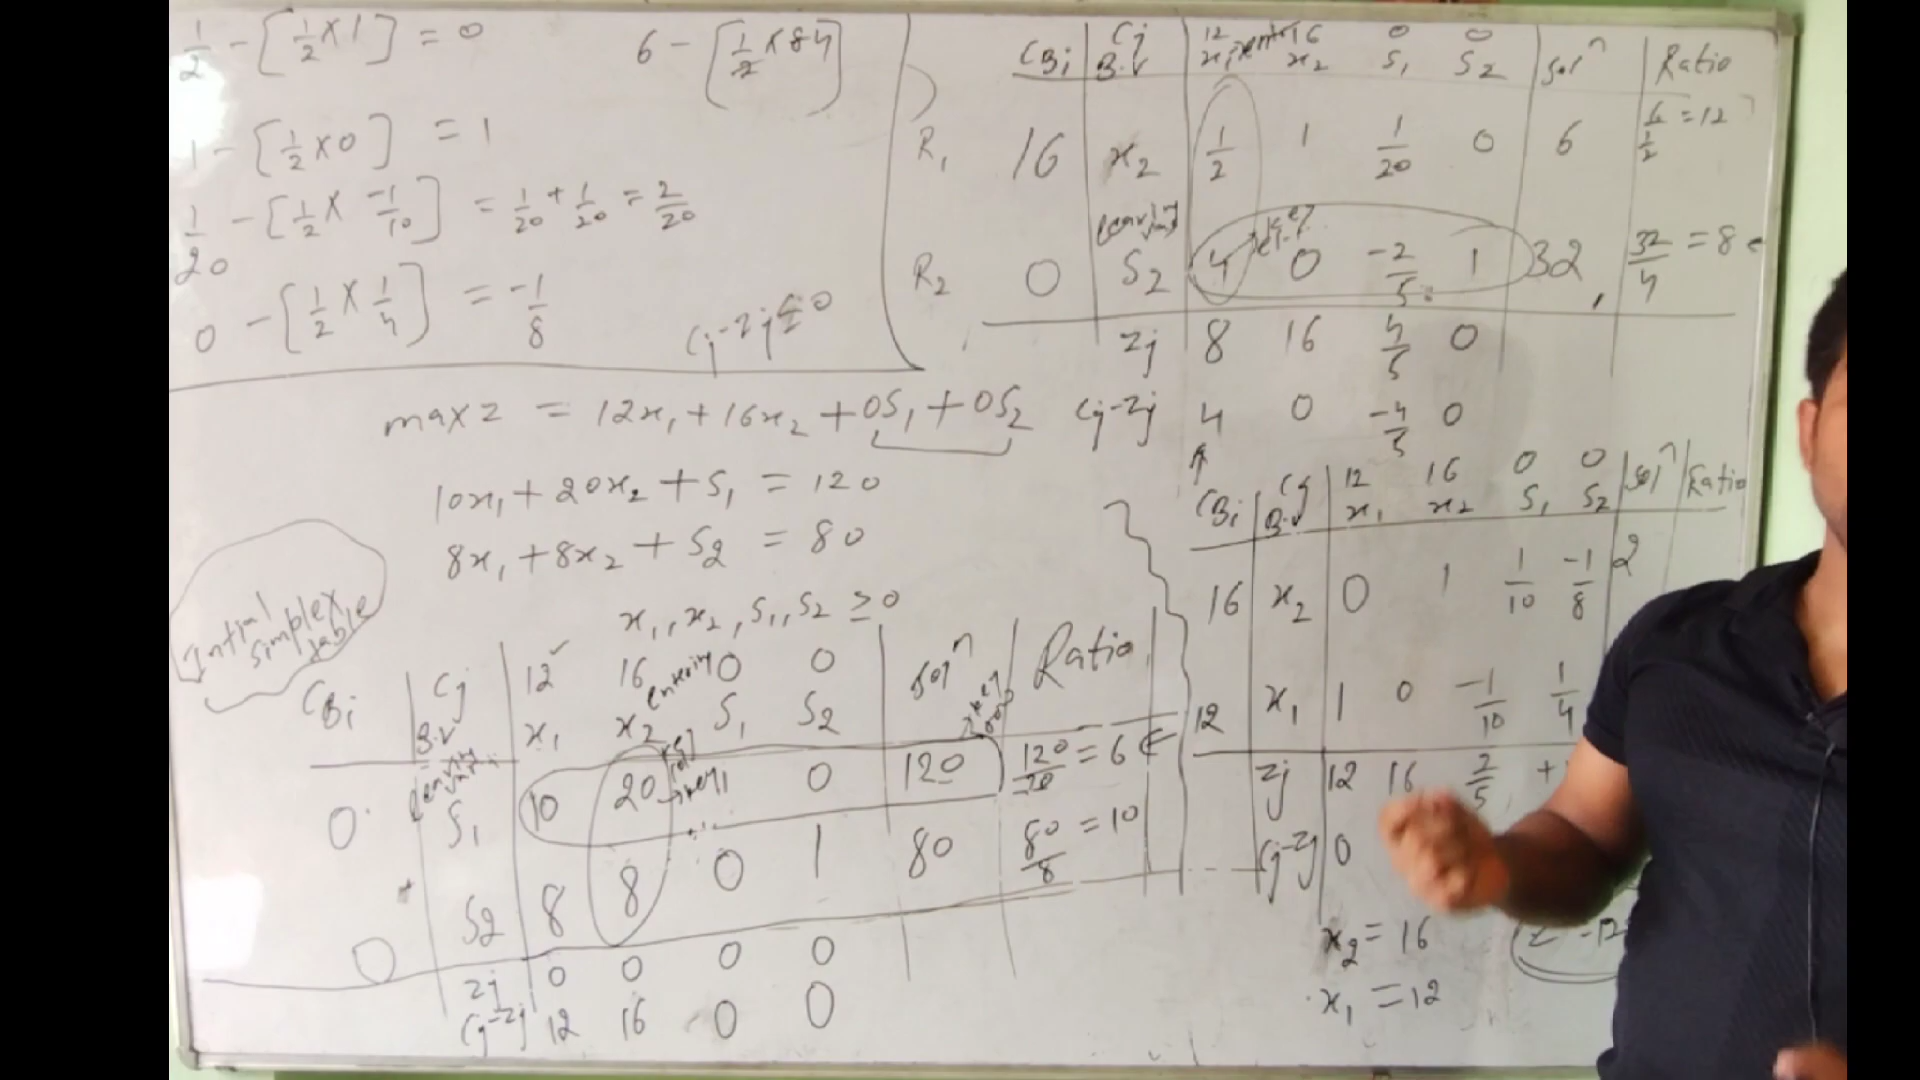 1/2 - [1/2 × 1] = 0
1 - [1/2 × 0] = 1
1/20 - [1/2 × -1/10] = 1/20 + 1/20 = 2/20
0 - [1/2 × 1/4] = -1/8
6 - [1/2 × 84]
Cj-Zj ≤ 0
max z = 12x₁ + 16x₂ + 0S₁ + 0S₂
10x₁ + 20x₂ + S₁ = 120
8x₁ + 8x₂ + S₂ = 80
x₁, x₂, S₁, S₂ ≥ 0
Intial simplex table
Cj 12 16 entering 0 0
CBi B.V x₁ x₂ S₁ S₂ solⁿ Ratio
0 S₁ 10 20 1 0 120 120/20 = 6 ←
0 S₂ 8 8 0 1 80 80/8 = 10
Zj 0 0 0 0
Cj-Zj 12 16 0 0
Cj 12 16 0 0
CBi B.V x₁ x₂ S₁ S₂ solⁿ Ratio
R₁ 16 x₂ 1/2 1 1/20 0 6 6/(1/2) = 12
R₂ 0 S₂ 4 0 -2/5 1 32 32/4 = 8
Zj 8 16 4/5 0
Cj-Zj 4 0 -4/5 0
Cj 12 16 0 0
CBi B.V x₁ x₂ S₁ S₂ solⁿ Ratio
16 x₂ 0 1 1/10 -1/8 2
12 x₁ 1 0 -1/10 1/4
Zj 12 16 2/5 +
Cj-Zj 0
x₂ = 16
x₁ = 12